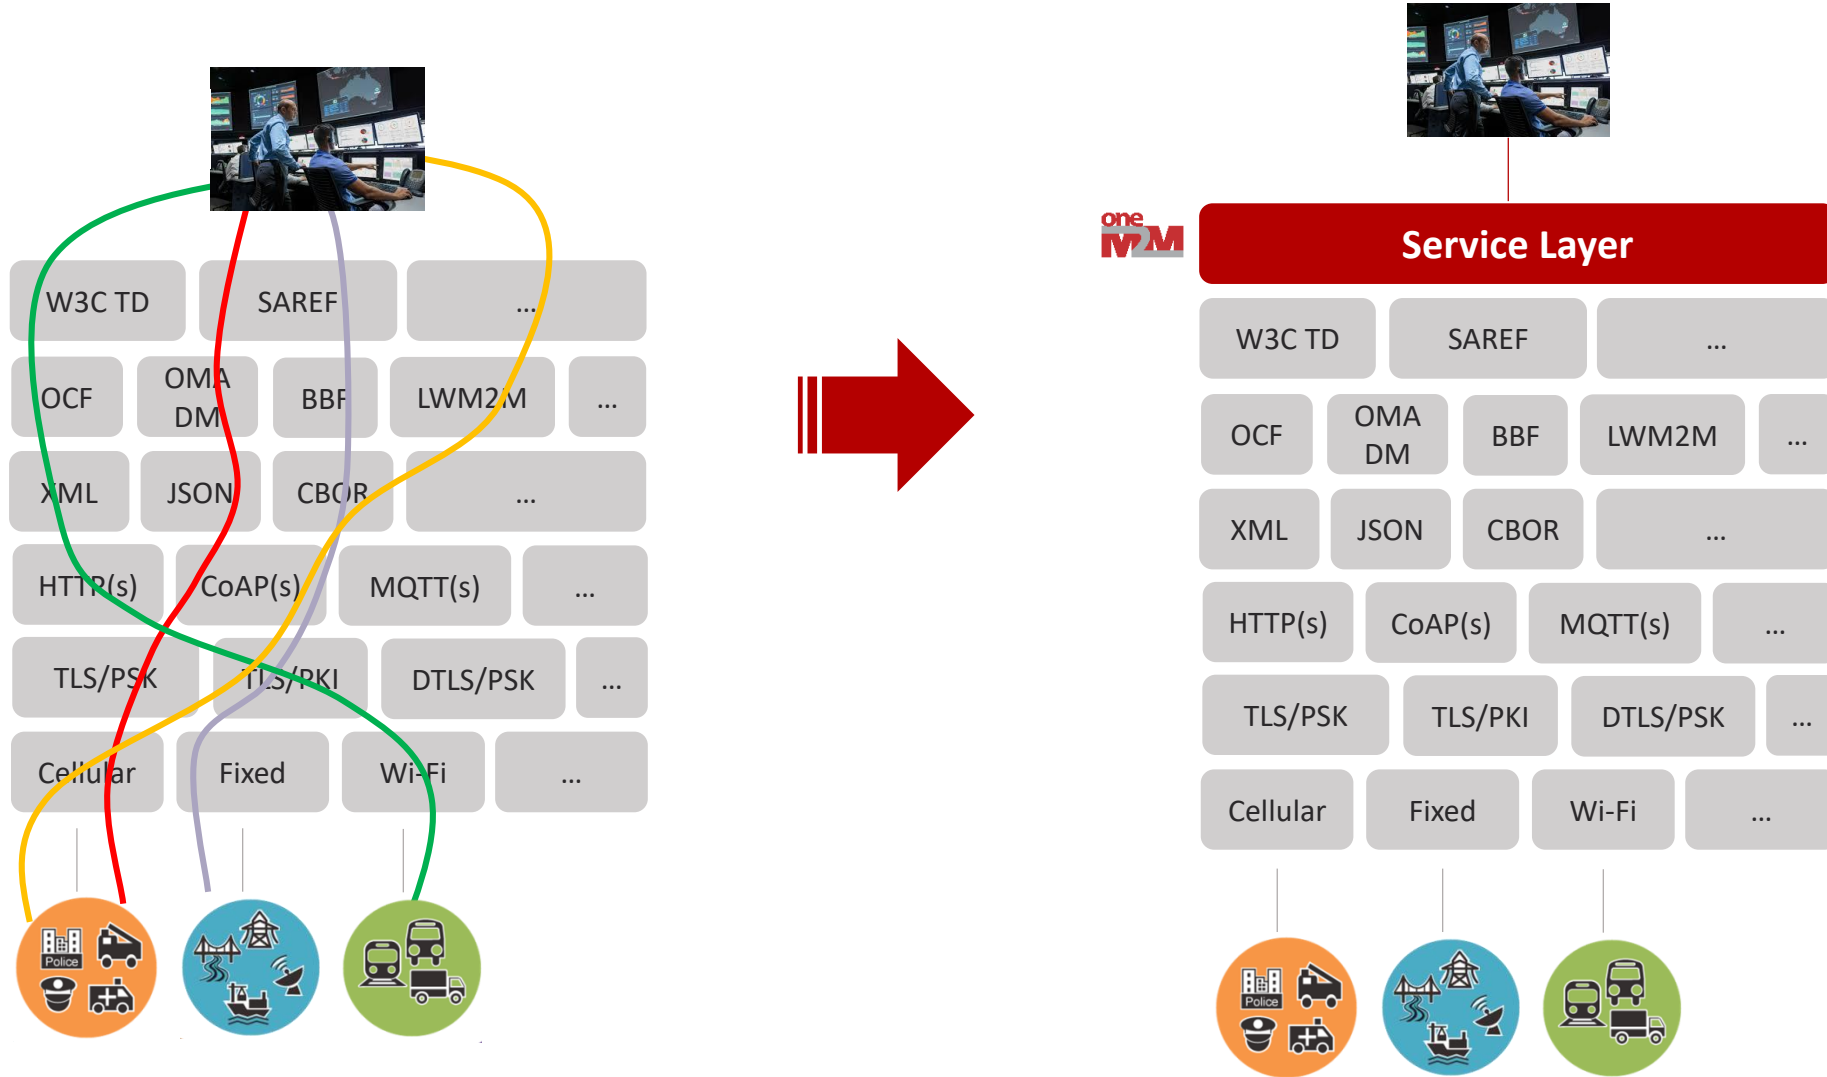 W3C TD
SAREF
...
OCF
OMA
DM
BBF
LWM2M
...
XML
JSON
CBOR
...
HTTP(s)
CoAP(s)
MQTT(s)
...
TLS/PSK
TLS/PKI
DTLS/PSK
...
Cellular
Fixed
Wi-Fi
...
Police
one
M2M
Service Layer
W3C TD
SAREF
...
OCF
OMA
DM
BBF
LWM2M
...
XML
JSON
CBOR
...
HTTP(s)
CoAP(s)
MQTT(s)
...
TLS/PSK
TLS/PKI
DTLS/PSK
...
Cellular
Fixed
Wi-Fi
...
Police